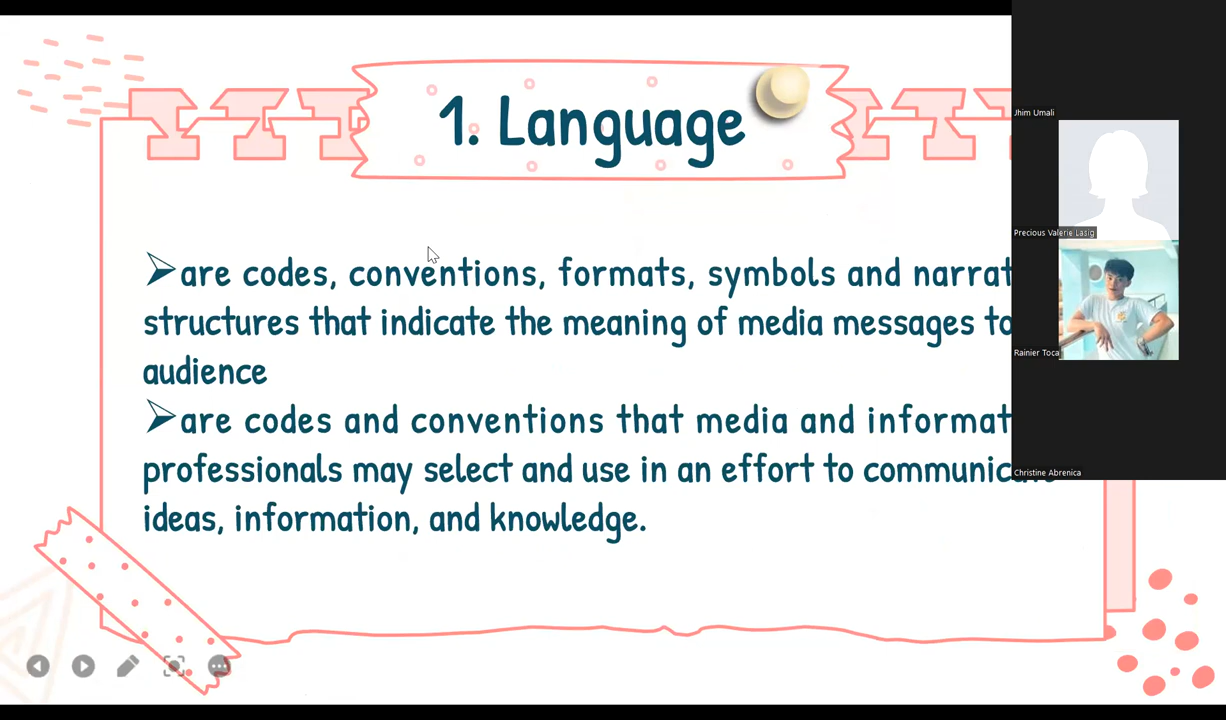 1. Language
➢are codes, conventions, formats, symbols and narrat
structures that indicate the meaning of media messages to
audience
➢are codes and conventions that media and informat
professionals may select and use in an effort to communicate
ideas, information, and knowledge.
Jhim Umali
Precious Valerie Lasig
Rainier Toca
Christine Abrenica